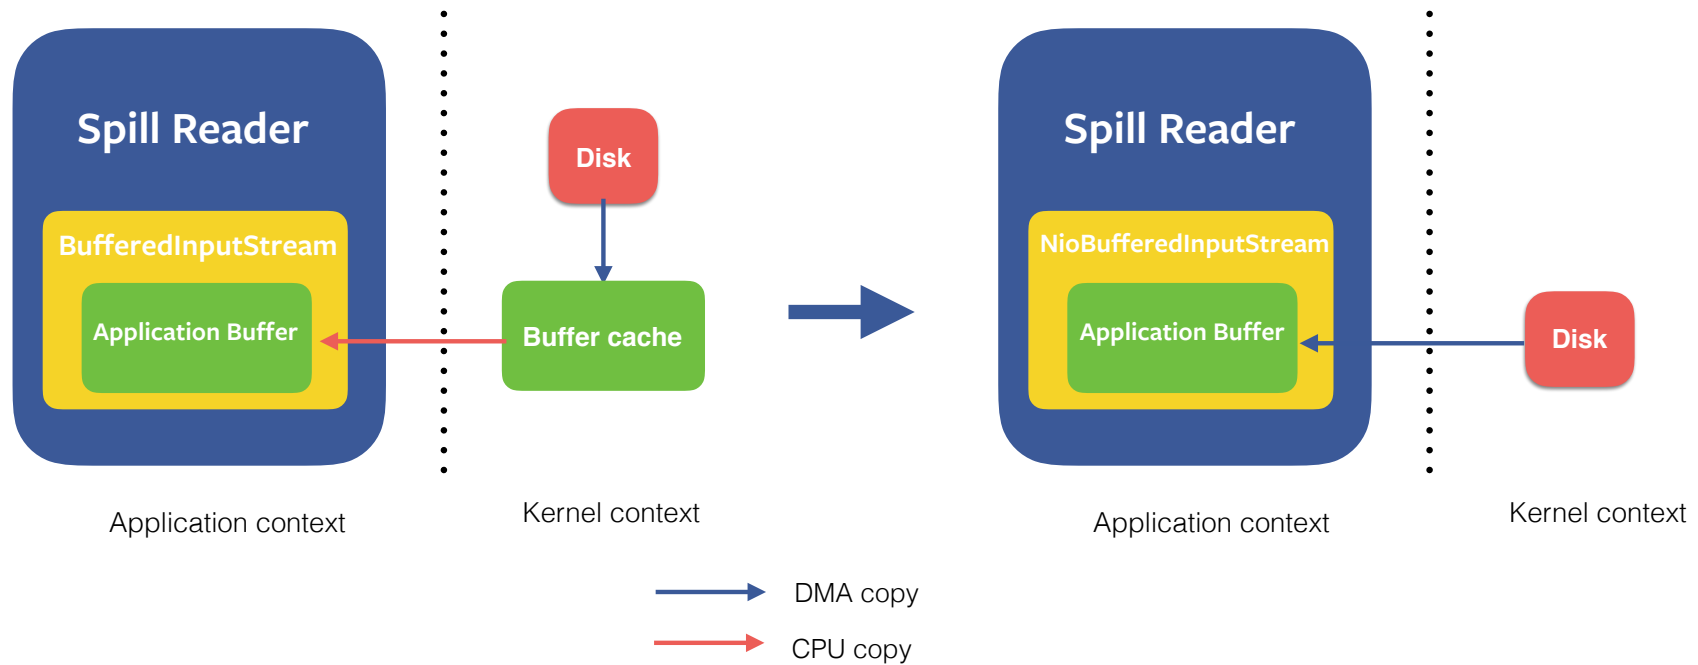 Spill Reader
Disk
BufferedInputStream
Application Buffer
Buffer cache
Application context
Kernel context
Spill Reader
NioBufferedInputStream
Application Buffer
Disk
Application context
Kernel context
DMA copy
CPU copy